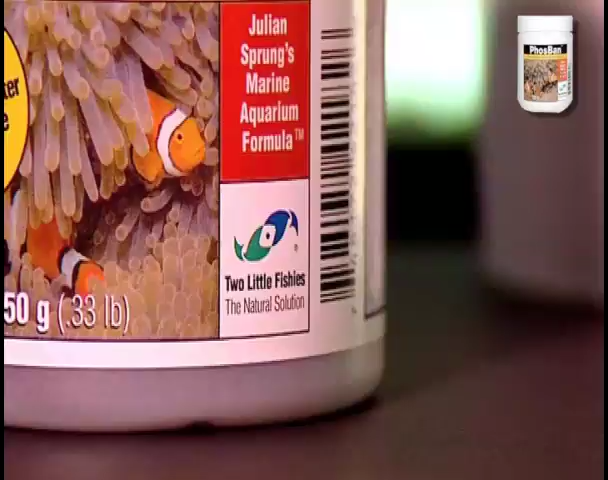 PhosBan
Julian
Sprung's
Marine
Aquarium
Formula™
Two Little Fishies
The Natural Solution
50 g (.33 lb)